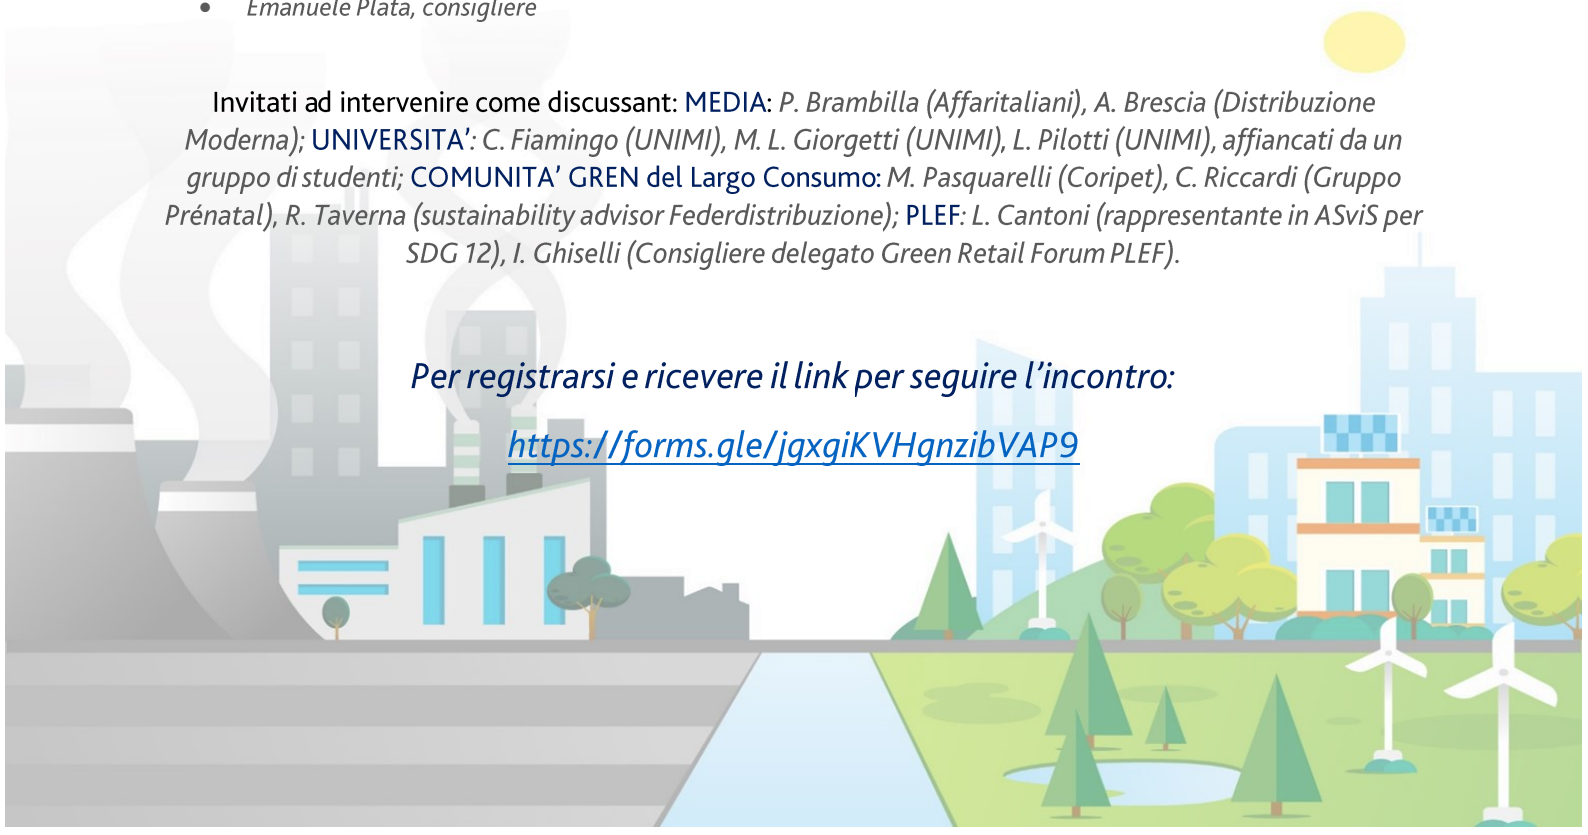 • Emanuele Plata, consigliere
Invitati ad intervenire come discussant: MEDIA: P. Brambilla (Affaritaliani), A. Brescia (Distribuzione
Moderna); UNIVERSITA’: C. Fiamingo (UNIMI), M. L. Giorgetti (UNIMI), L. Pilotti (UNIMI), affiancati da un
gruppo di studenti; COMUNITA’ GREN del Largo Consumo: M. Pasquarelli (Coripet), C. Riccardi (Gruppo
Prénatal), R. Taverna (sustainability advisor Federdistribuzione); PLEF: L. Cantoni (rappresentante in ASviS per
SDG 12), I. Ghiselli (Consigliere delegato Green Retail Forum PLEF).
Per registrarsi e ricevere il link per seguire l’incontro:
https://forms.gle/jgxgiKVHgnzibVAP9